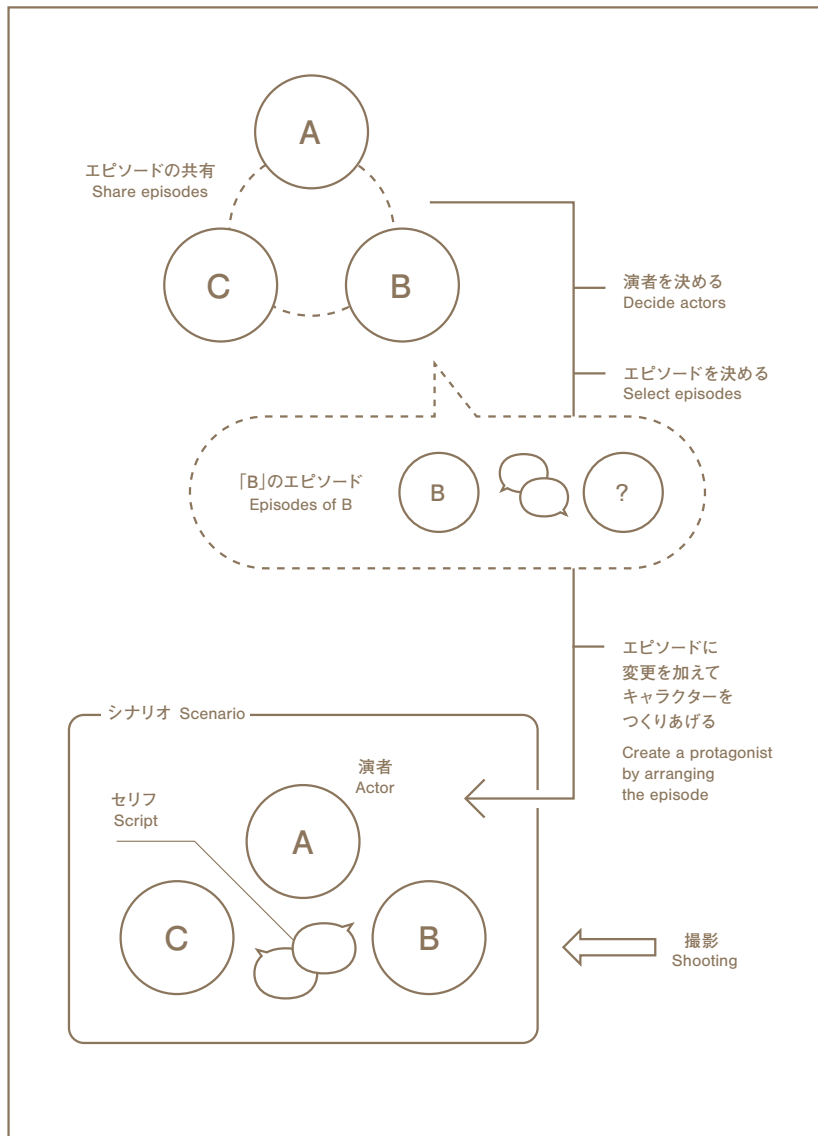 A
エピソードの共有
Share episodes
C
B
演者を決める
Decide actors
エピソードを決める
Select episodes
「B」のエピソード
Episodes of B
B
?
エピソードに
変更を加えて
キャラクターを
つくりあげる
Create a protagonist
by arranging
the episode
シナリオ Scenario
演者
Actor
セリフ
Script
A
C
B
撮影
Shooting